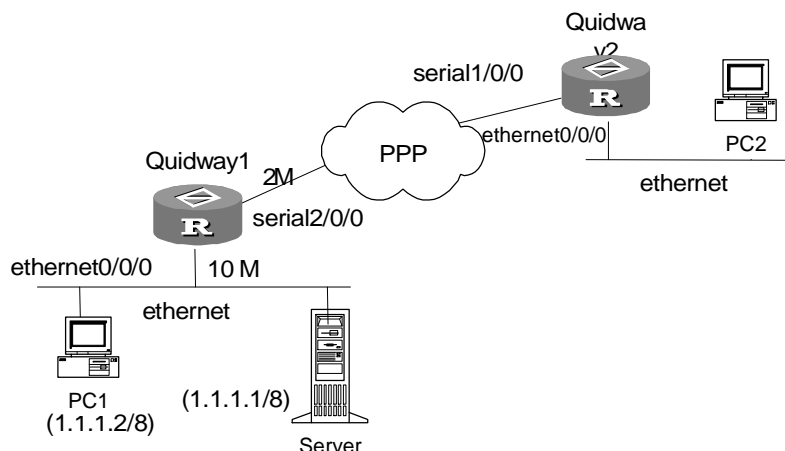 Quidwa
y2
serial1/0/0
R
ethernet0/0/0
PC2
PPP
ethernet
Quidway1
2M
R
serial2/0/0
ethernet0/0/0
10 M
ethernet
PC1
(1.1.1.2/8)
(1.1.1.1/8)
Server